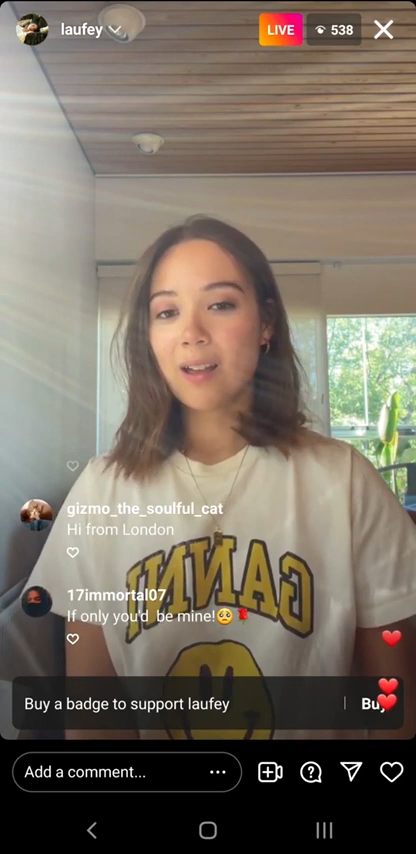 laufey
LIVE
538
gizmo_the_soulful_cat
Hi from London
17immortal07
If only you'd be mine!🥺🌹
GANNI
Buy a badge to support laufey
Buy
Add a comment...